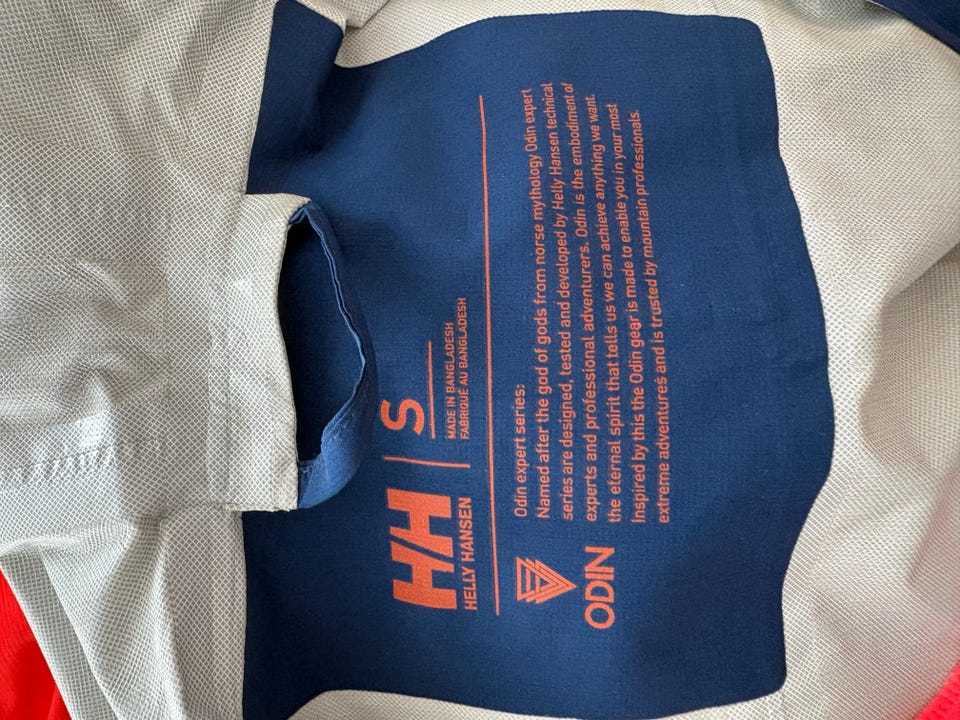 HH
HELLY HANSEN
S
MADE IN BANGLADESH
FABRIQUÉ AU BANGLADESH
ODIN
Odin expert series:
Named after the god of gods from norse mythology Odin expert
series are designed, tested and developed by Helly Hansen technical
experts and professional adventurers. Odin is the embodiment of
the eternal spirit that tells us we can achieve anything we want.
Inspired by this the Odin gear is made to enable you in your most
extreme adventures and is trusted by mountain professionals.